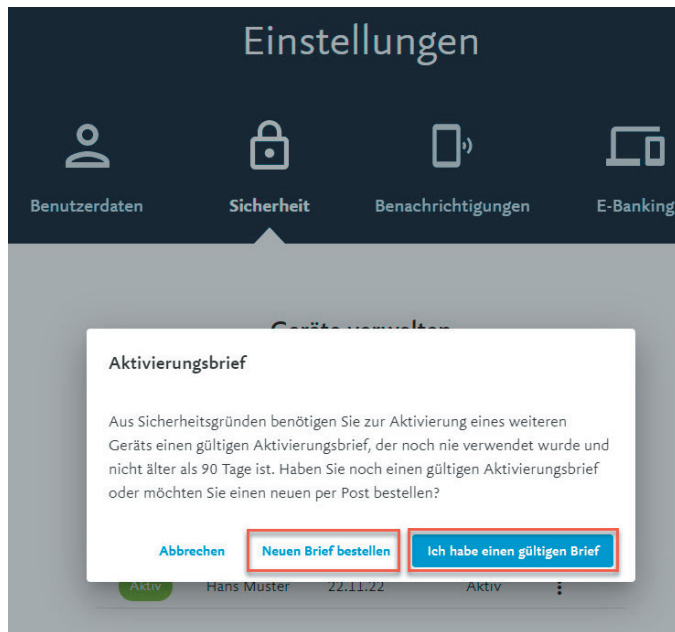 Einstellungen
Benutzerdaten Sicherheit Benachrichtigungen E-Banking
Geräte verwalten
Aktivierungsbrief
Aus Sicherheitsgründen benötigen Sie zur Aktivierung eines weiteren
Geräts einen gültigen Aktivierungsbrief, der noch nie verwendet wurde und
nicht älter als 90 Tage ist. Haben Sie noch einen gültigen Aktivierungsbrief
oder möchten Sie einen neuen per Post bestellen?
Abbrechen Neuen Brief bestellen Ich habe einen gültigen Brief
Aktiv Hans Muster 22.11.22 Aktiv